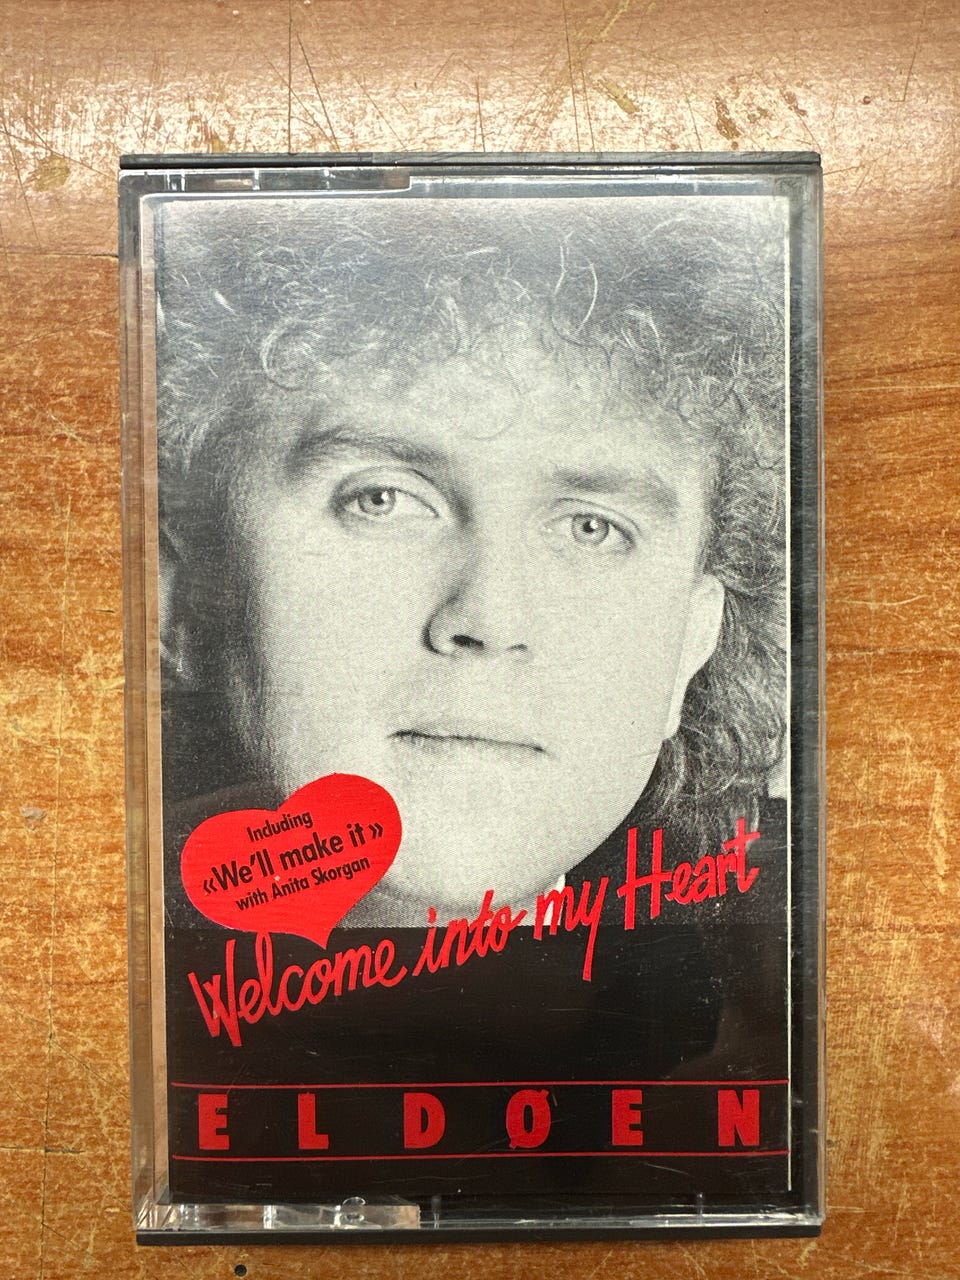 Including
«We'll make it»
with Anita Skorgan
Welcome into my Heart
ELDØEN